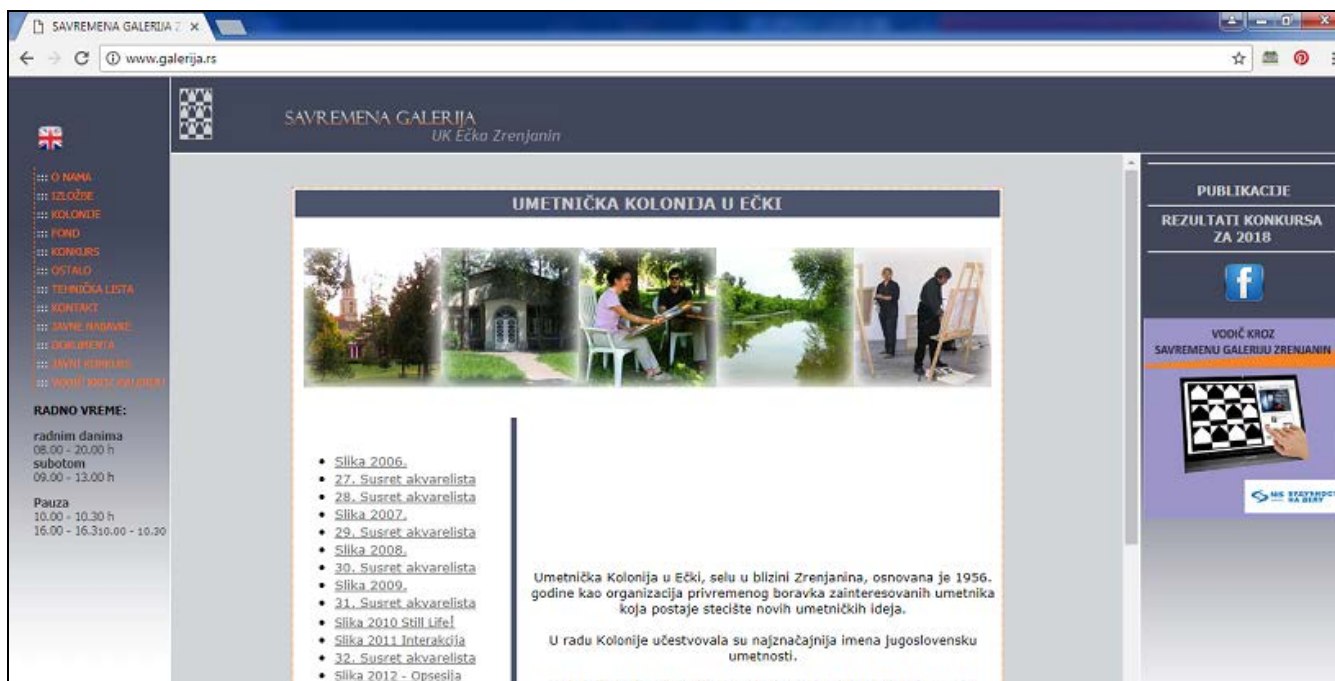 SAVREMENA GALERIJA Z
www.galerija.rs
SAVREMENA GALERIJA
UK Ečka Zrenjanin
::: O NAMA
::: IZLOŽBE
::: KOLONIJE
::: FOND
::: KONKURS
::: OSTALO
::: TEHNIČKA LISTA
::: KONTAKT
::: JAVNE NABAVKE
::: DOKUMENTA
::: JAVNI KONKURS
::: VODIČ KROZ GALERIJU
RADNO VREME:
radnim danima
08.00 - 20.00 h
subotom
09.00 - 13.00 h
Pauza
10.00 - 10.30 h
16.00 - 16.310.00 - 10.30
UMETNIČKA KOLONIJA U EČKI
• Slika 2006.
• 27. Susret akvarelista
• 28. Susret akvarelista
• Slika 2007.
• 29. Susret akvarelista
• Slika 2008.
• 30. Susret akvarelista
• Slika 2009.
• 31. Susret akvarelista
• Slika 2010 Still Life!
• Slika 2011 Interakcija
• 32. Susret akvarelista
• Slika 2012 - Opsesija
Umetnička Kolonija u Ečki, selu u blizini Zrenjanina, osnovana je 1956.
godine kao organizacija privremenog boravka zainteresovanih umetnika
koja postaje stecište novih umetničkih ideja.
U radu Kolonije učestvovala su najznačajnija imena jugoslovensku
umetnosti.
PUBLIKACIJE
REZULTATI KONKURSA
ZA 2018
f
VODIČ KROZ
SAVREMENU GALERIJU ZRENJANIN